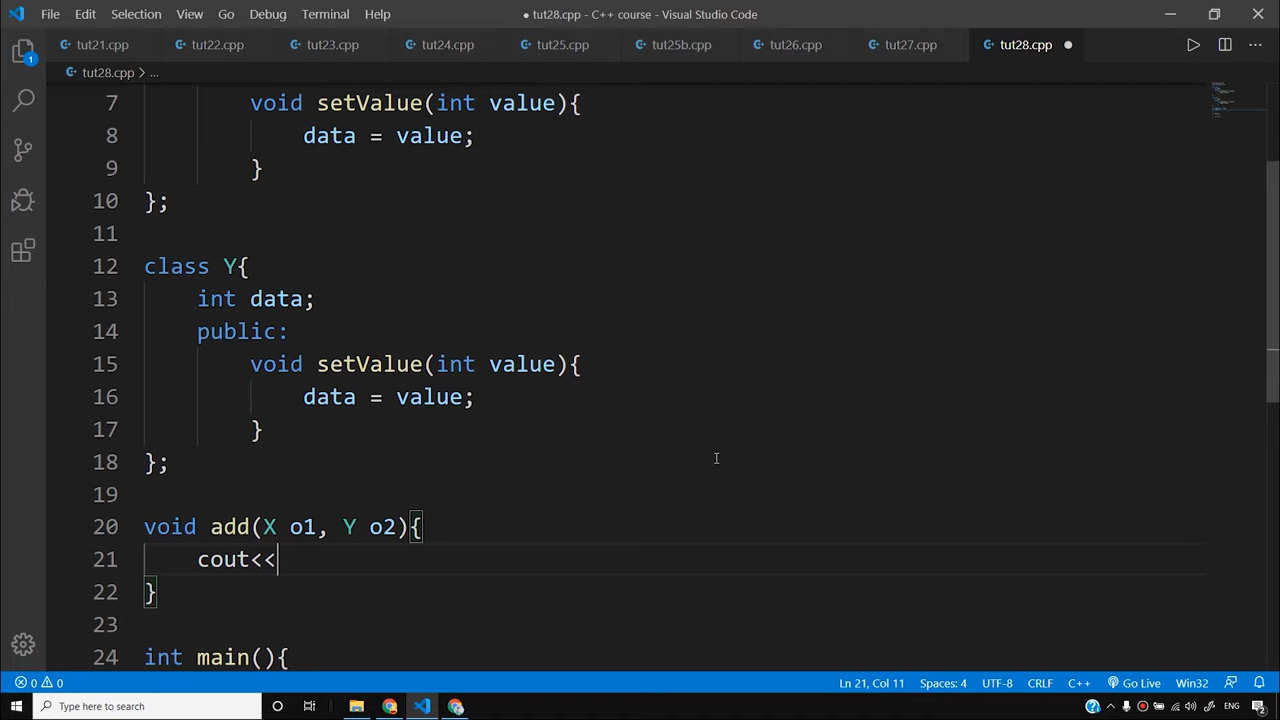 File Edit Selection View Go Debug Terminal Help ● tut28.cpp - C++ course - Visual Studio Code
tut21.cpp tut22.cpp tut23.cpp tut24.cpp tut25.cpp tut25b.cpp tut26.cpp tut27.cpp tut28.cpp
tut28.cpp > ...
7 void setValue(int value){
8 data = value;
9 }
10 };
11
12 class Y{
13 int data;
14 public:
15 void setValue(int value){
16 data = value;
17 }
18 };
19
20 void add(X o1, Y o2){
21 cout<<
22 }
23
24 int main(){
0 0 Ln 21, Col 11 Spaces: 4 UTF-8 CRLF C++ Go Live Win32
Type here to search ENG 2
1